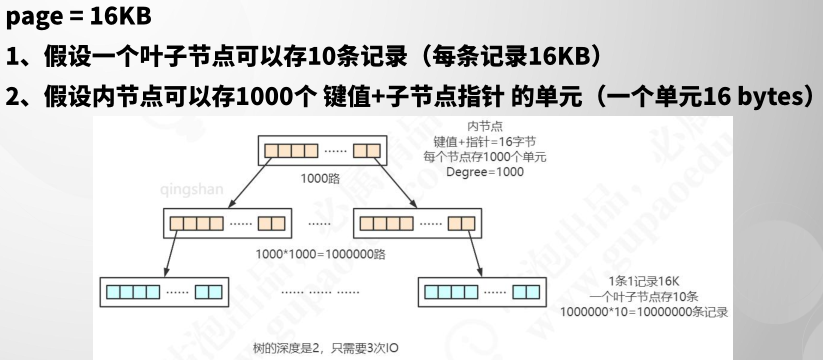 page = 16KB
1、假设一个叶子节点可以存10条记录（每条记录16KB）
2、假设内节点可以存1000个 键值+子节点指针 的单元（一个单元16 bytes）
内节点
键值+指针=16字节
每个节点存1000个单元
Degree=1000
1000路
qingshan
1000*1000=1000000路
1条1记录16K
一个叶子节点存10条
1000000*10=10000000条记录
树的深度是2，只需要3次IO